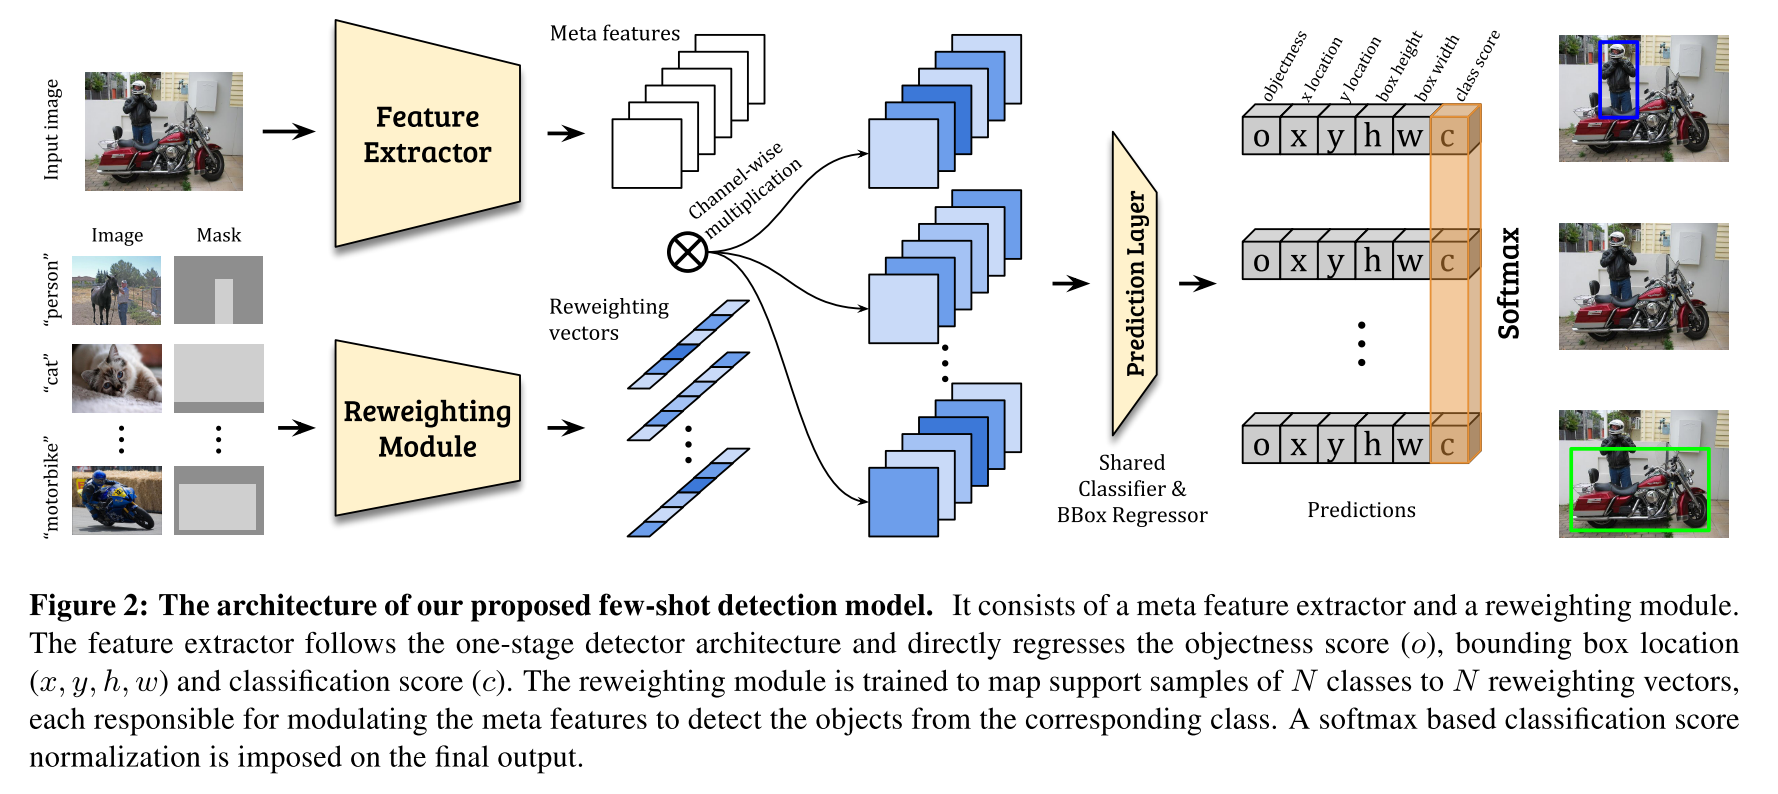 Input image
Feature
Extractor
Meta features
Channel-wise
multiplication
Image
Mask
"person"
"cat"
"motorbike"
Reweighting
Module
Reweighting
vectors
Prediction Layer
Shared
Classifier &
BBox Regressor
objectness
x location
y location
box height
box width
class score
o x y h w c
o x y h w c
o x y h w c
Softmax
Predictions
Figure 2: The architecture of our proposed few-shot detection model. It consists of a meta feature extractor and a reweighting module.
The feature extractor follows the one-stage detector architecture and directly regresses the objectness score (o), bounding box location
(x, y, h, w) and classification score (c). The reweighting module is trained to map support samples of N classes to N reweighting vectors,
each responsible for modulating the meta features to detect the objects from the corresponding class. A softmax based classification score
normalization is imposed on the final output.